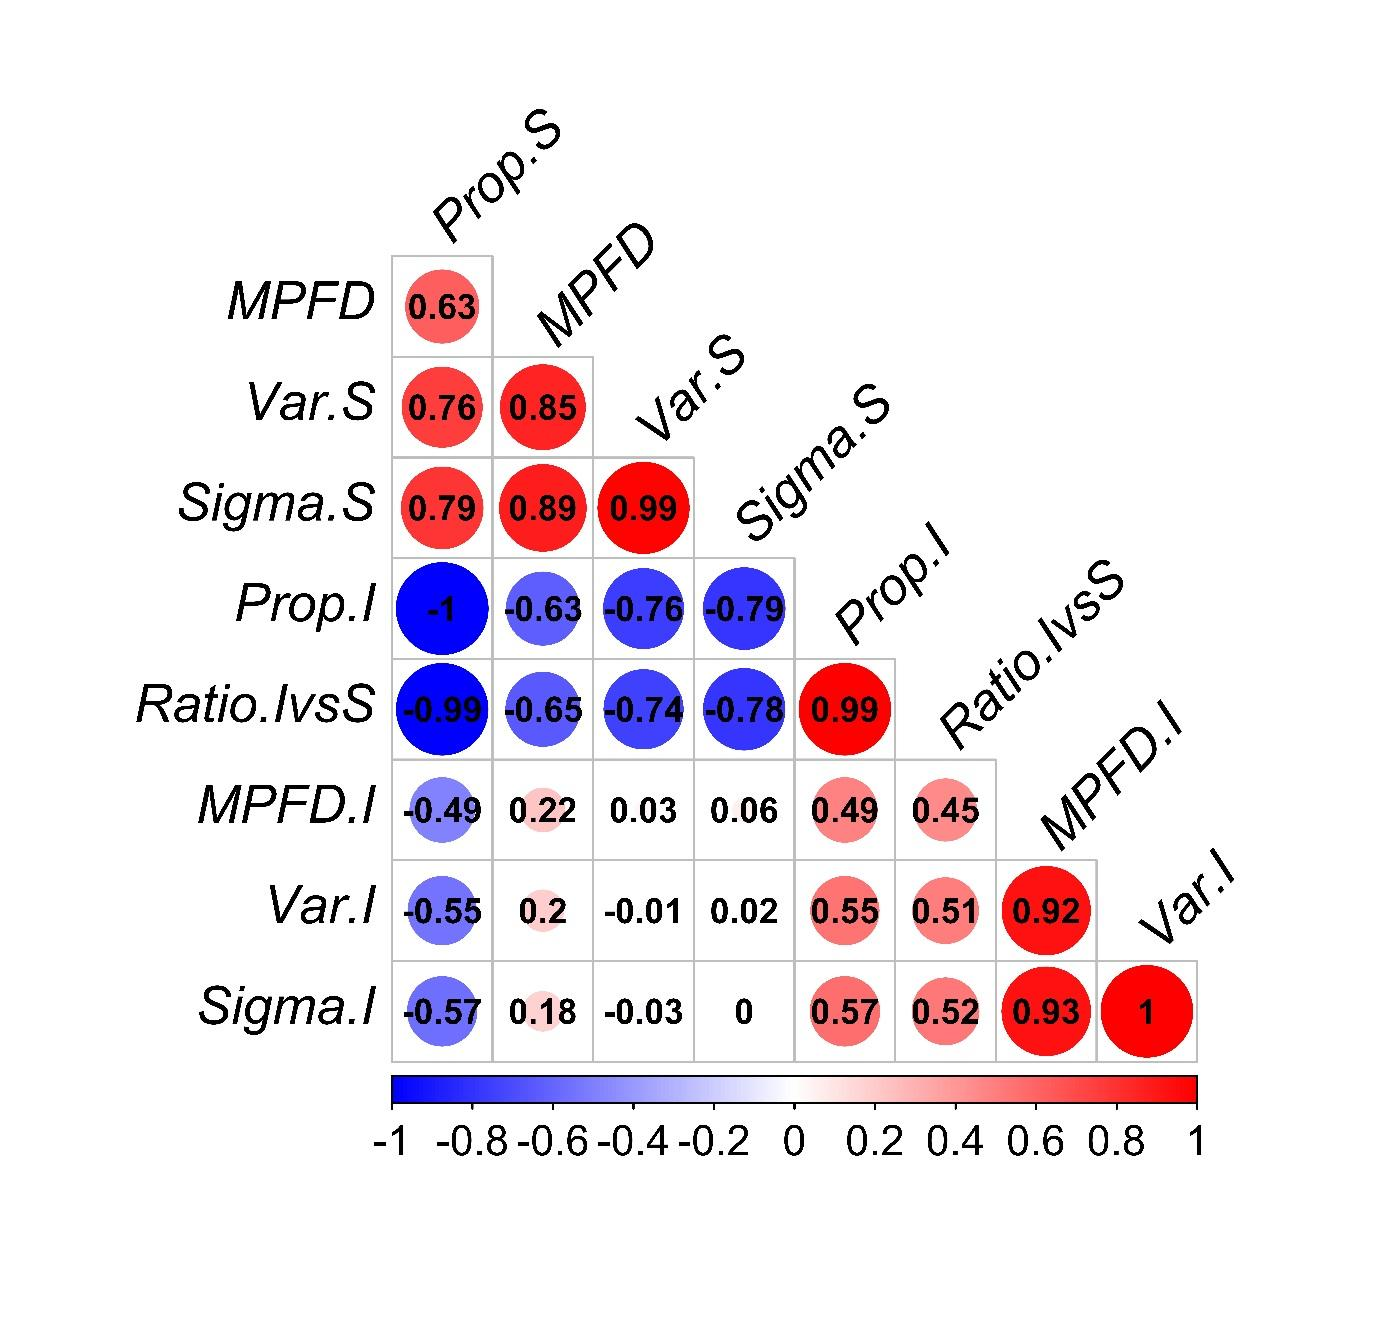 Prop.S
MPFD
Var.S
Sigma.S
Prop.I
Ratio.IvsS
MPFD.I
Var.I
MPFD 0.63
Var.S 0.76 0.85
Sigma.S 0.79 0.89 0.99
Prop.I -1 -0.63 -0.76 -0.79
Ratio.IvsS -0.99 -0.65 -0.74 -0.78 0.99
MPFD.I -0.49 0.22 0.03 0.06 0.49 0.45
Var.I -0.55 0.2 -0.01 0.02 0.55 0.51 0.92
Sigma.I -0.57 0.18 -0.03 0 0.57 0.52 0.93 1
-1 -0.8 -0.6 -0.4 -0.2 0 0.2 0.4 0.6 0.8 1